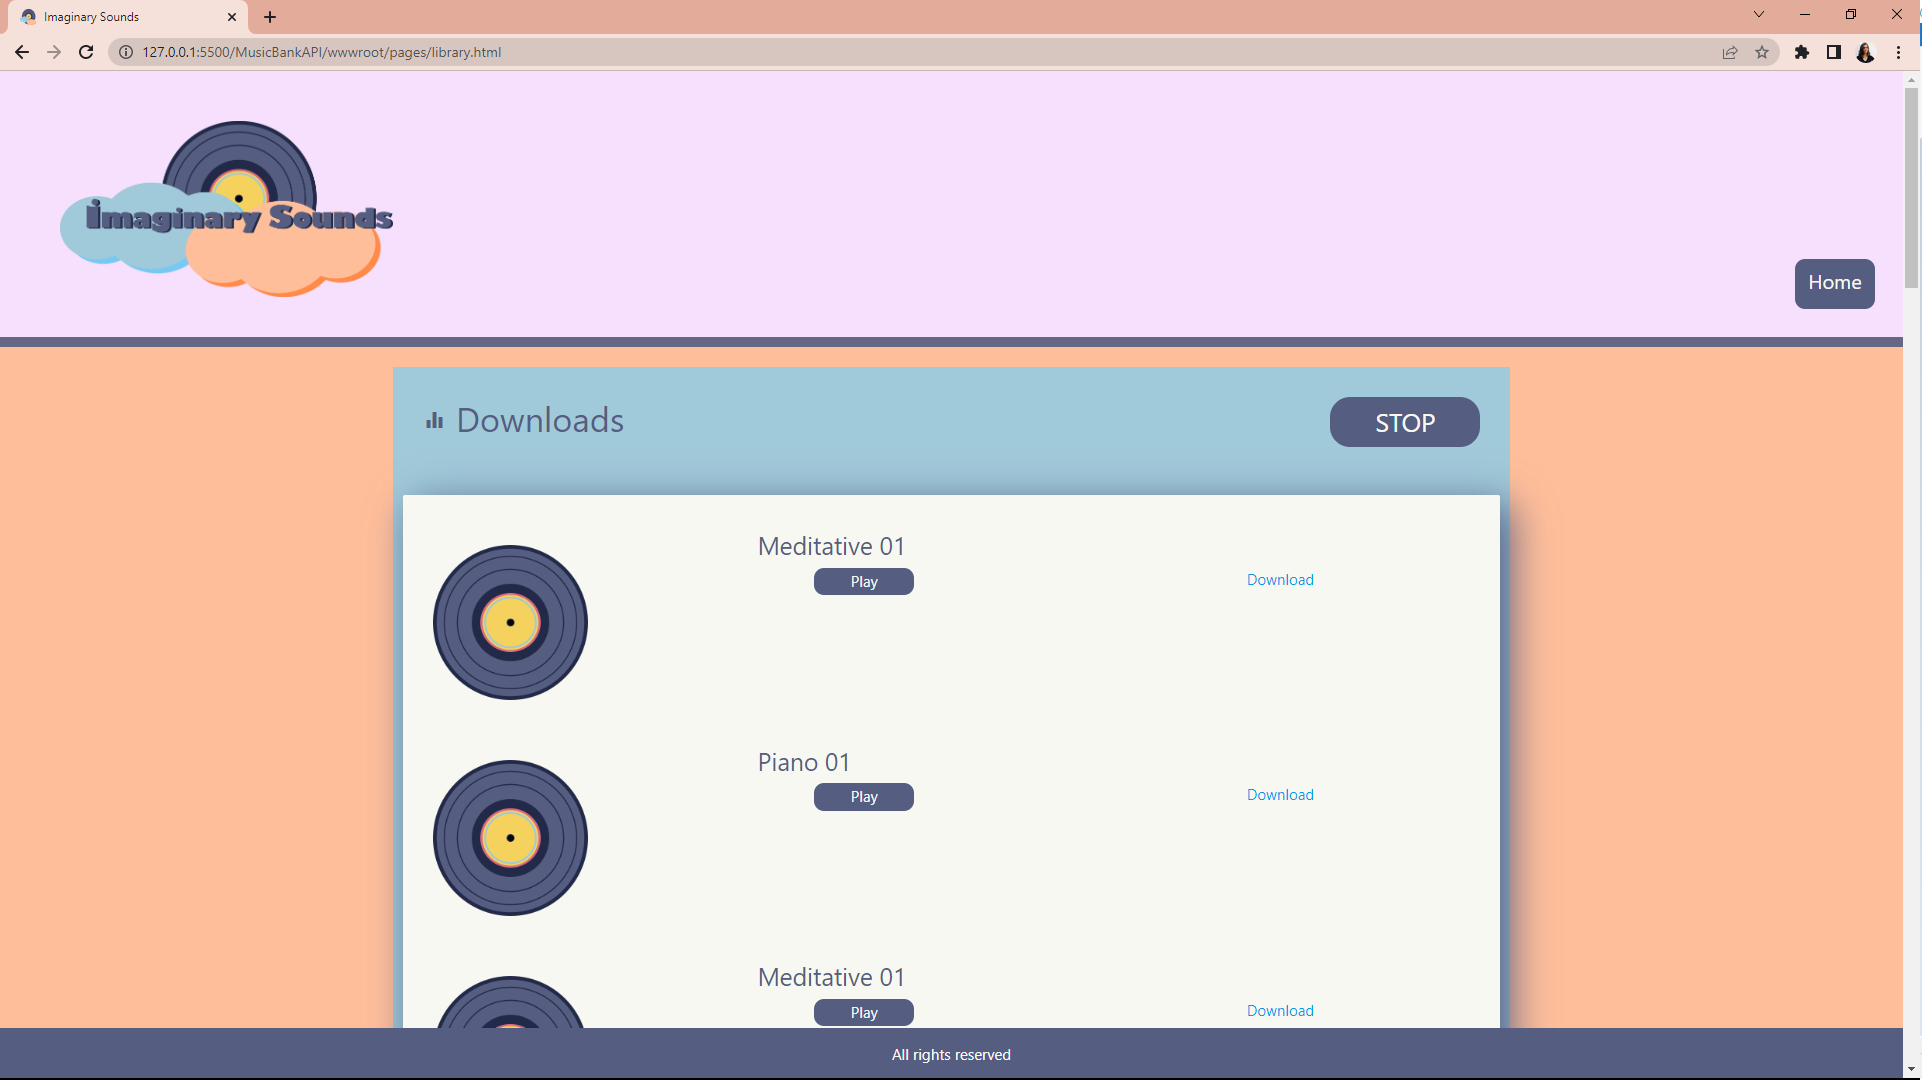 Imaginary Sounds
127.0.0.1:5500/MusicBankAPI/wwwroot/pages/library.html
Imaginary Sounds
Home
Downloads
STOP
Meditative 01
Play
Download
Piano 01
Play
Download
Meditative 01
Play
Download
All rights reserved